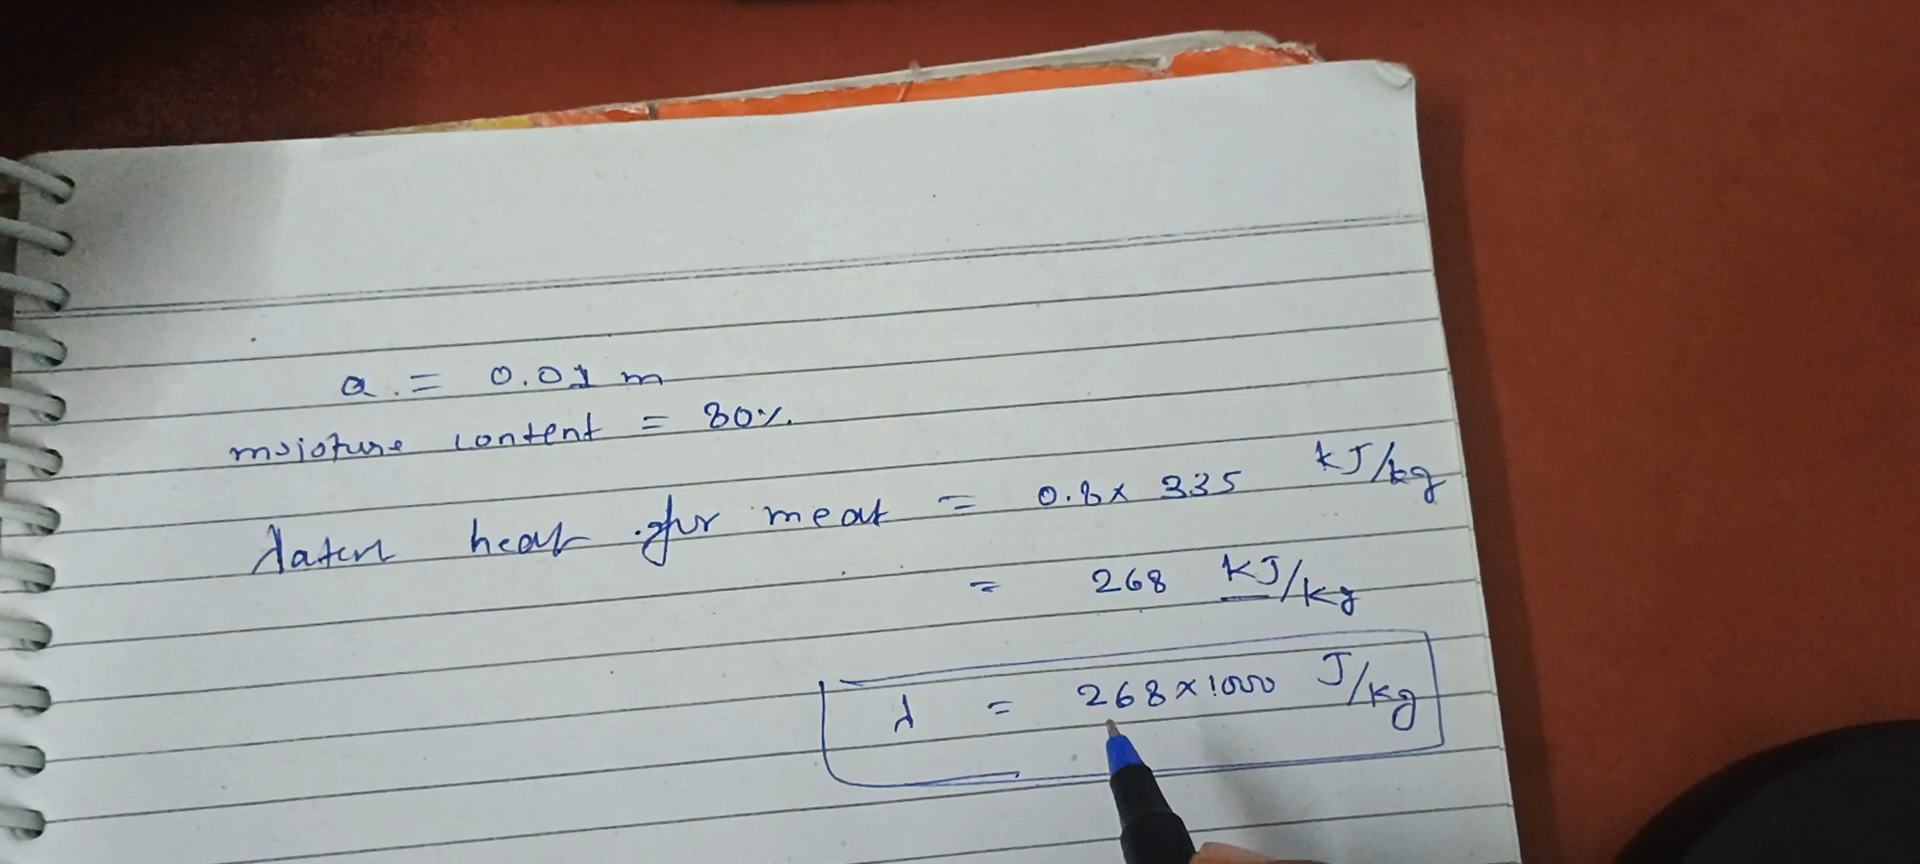 a = 0.01 m
moisture content = 80%.
latent heat for meat = 0.8 x 335 kJ/kg
= 268 kJ/kg
λ = 268 x 1000 J/kg